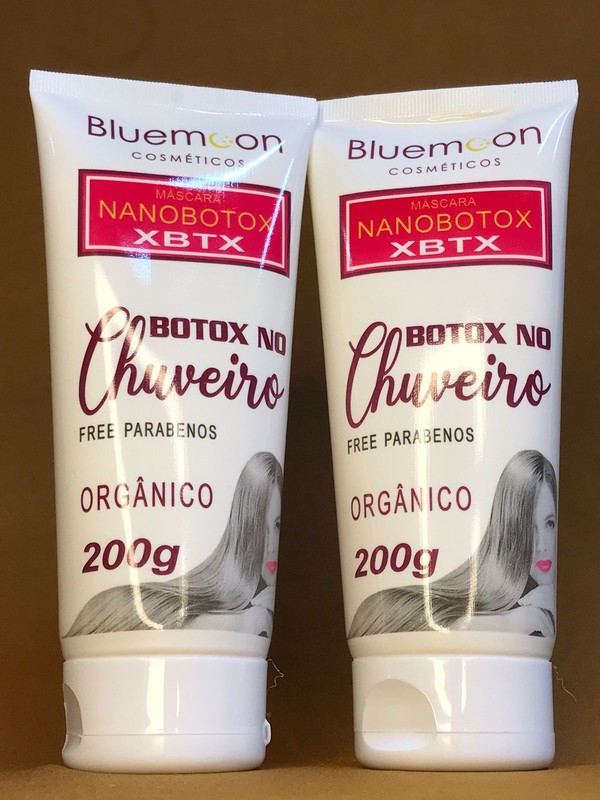 Bluemoon
COSMÉTICOS
MÁSCARA
NANOBOTOX
XBTX
BOTOX NO
Chuveiro
FREE PARABENOS
ORGÂNICO
200g
Bluemoon
COSMÉTICOS
MÁSCARA
NANOBOTOX
XBTX
BOTOX NO
Chuveiro
FREE PARABENOS
ORGÂNICO
200g